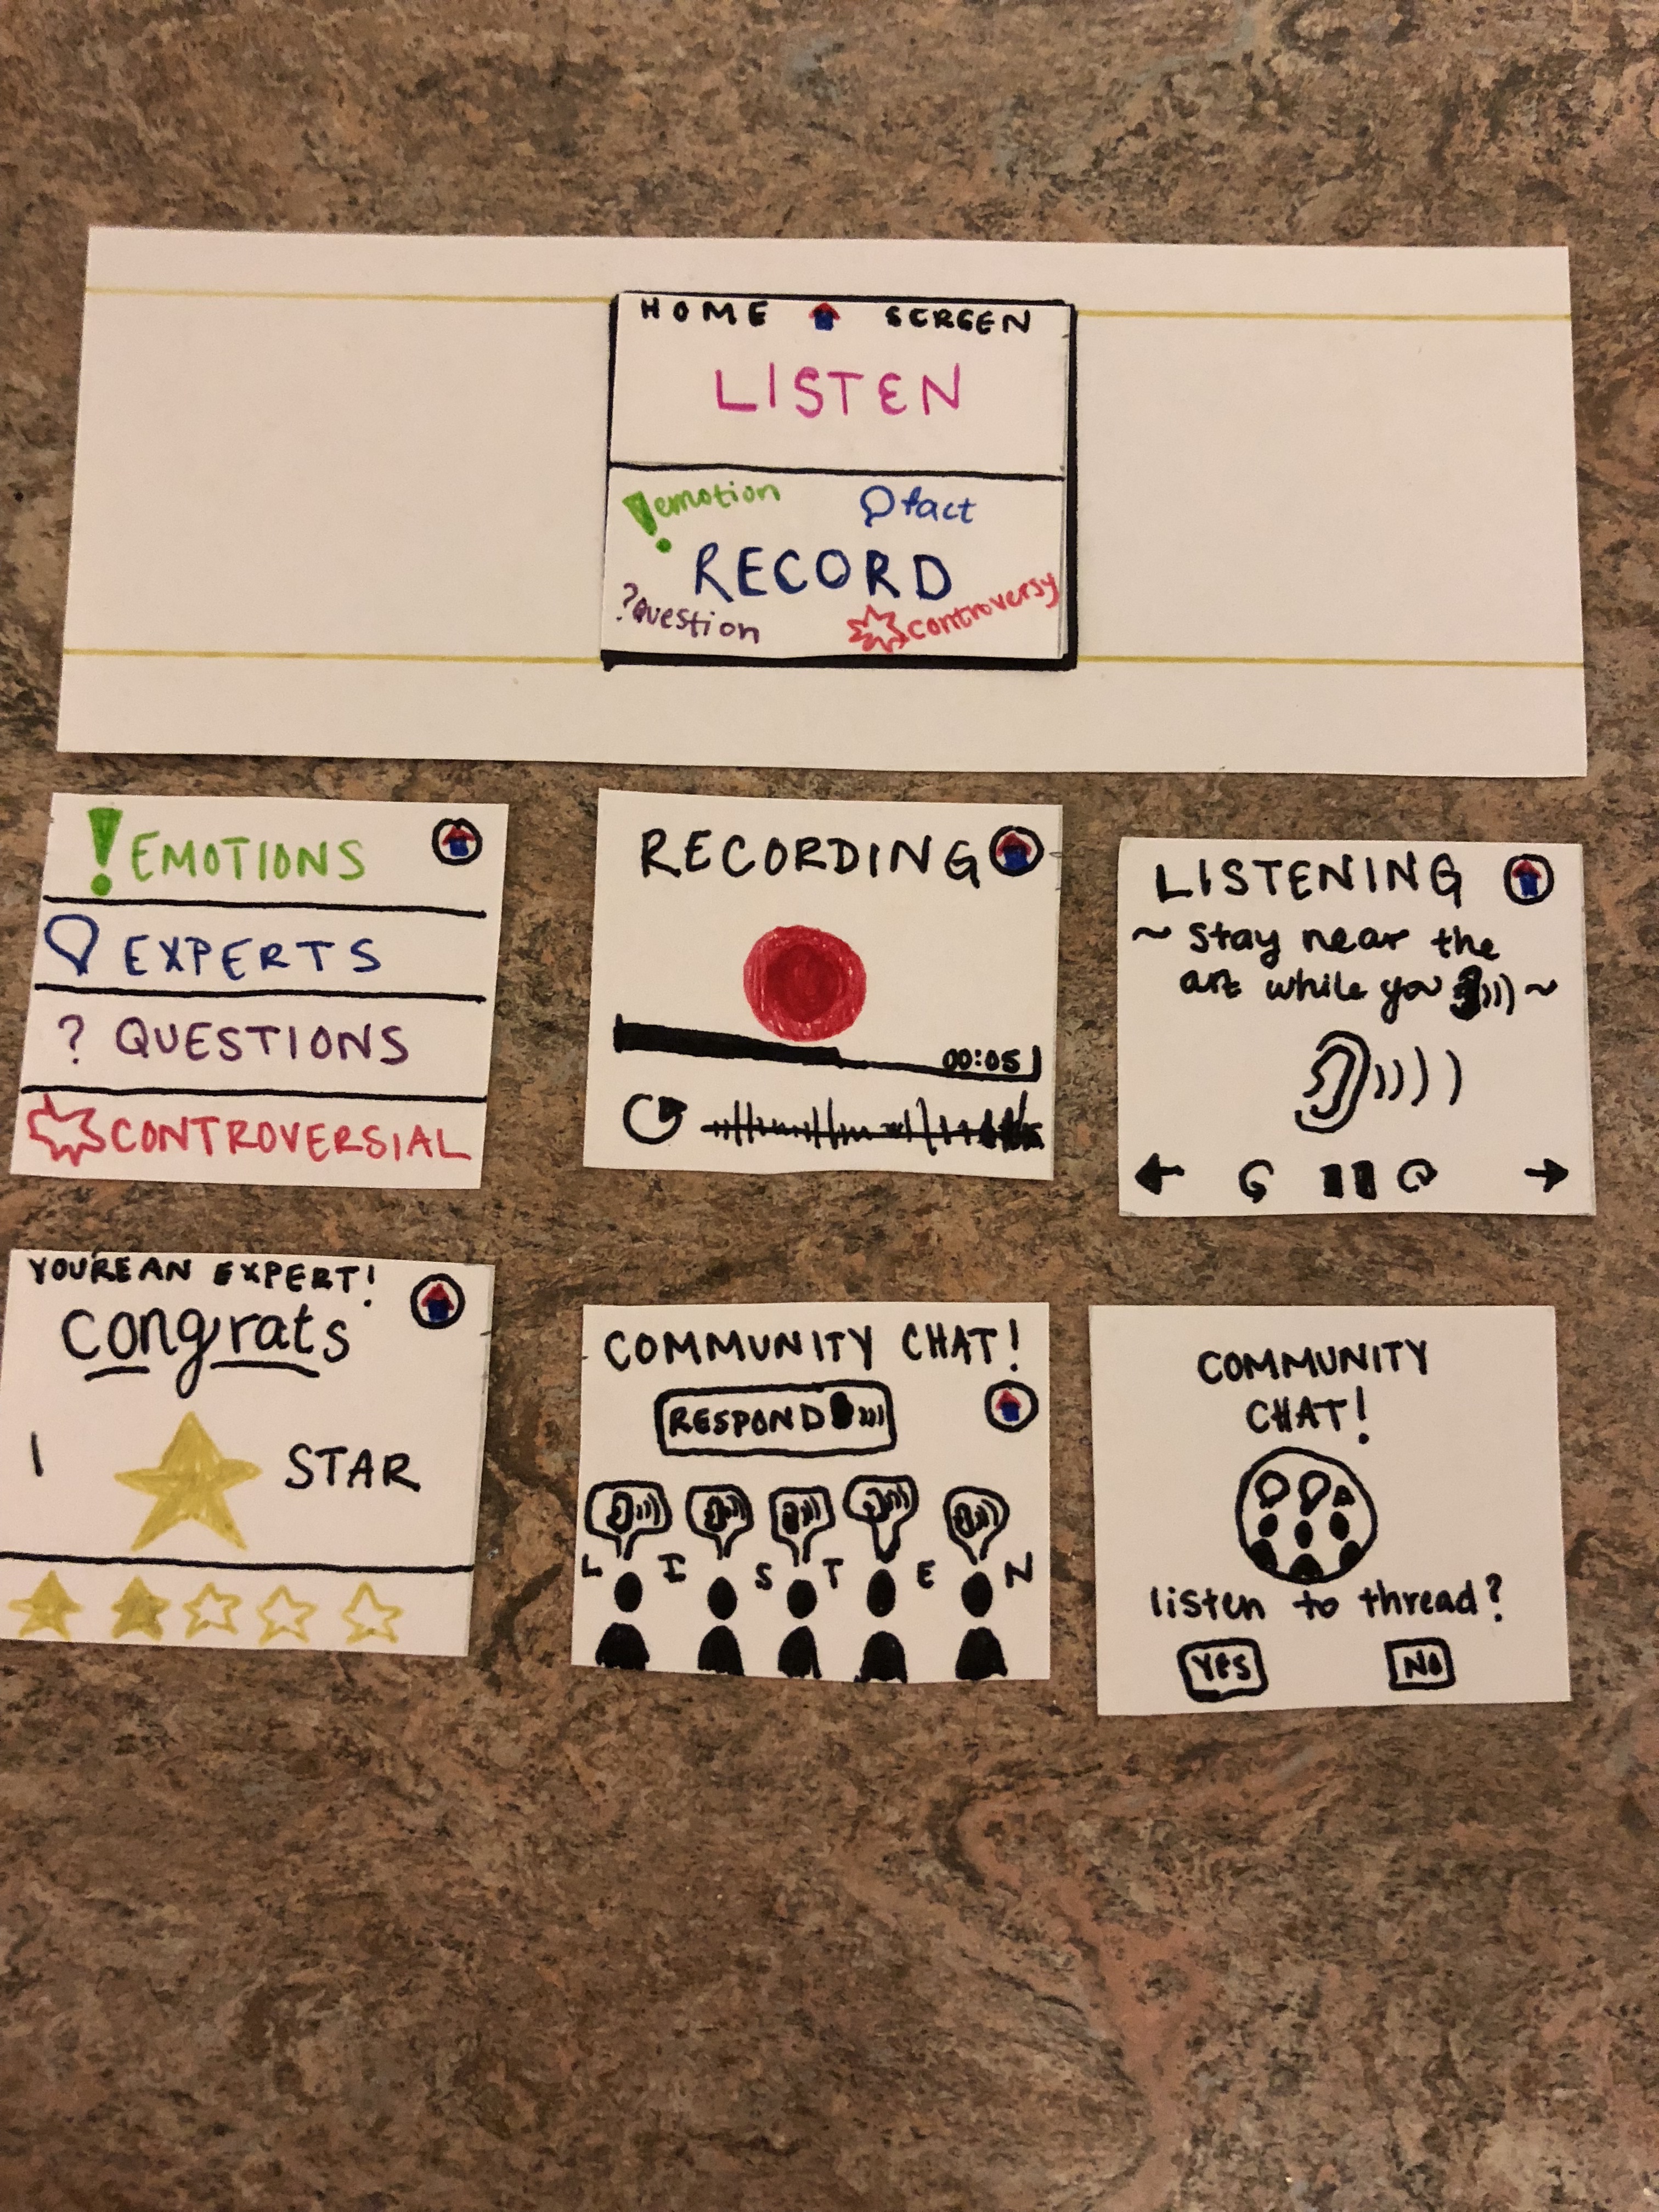 HOME SCREEN
LISTEN
emotion
fact
RECORD
?Question
controversy
! EMOTIONS
EXPERTS
? QUESTIONS
CONTROVERSIAL
RECORDING
00:05
LISTENING
~ stay near the
art while you ~
YOU'RE AN EXPERT!
congrats
1 STAR
COMMUNITY CHAT!
RESPOND
L I S T E N
COMMUNITY
CHAT!
listen to thread?
YES NO